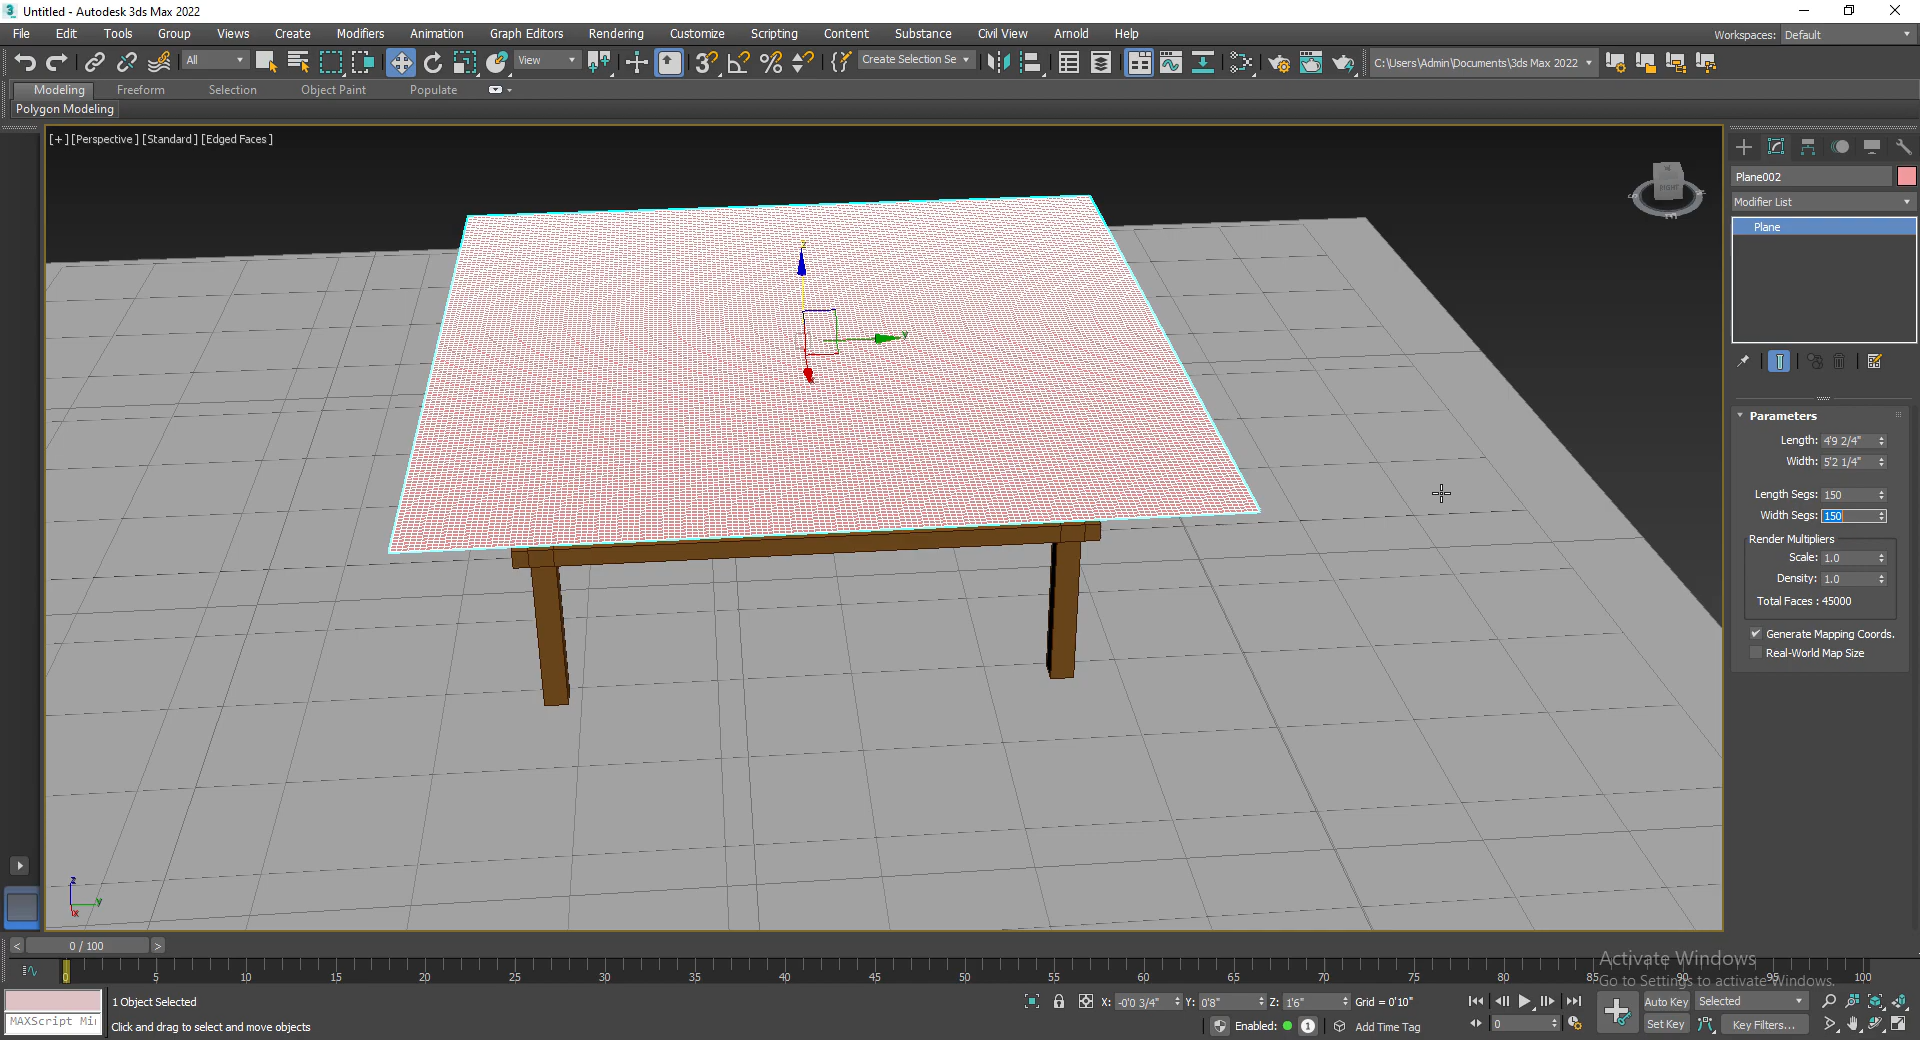 Untitled - Autodesk 3ds Max 2022
File Edit Tools Group Views Create Modifiers Animation Graph Editors Rendering Customize Scripting Content Substance Civil View Arnold Help
Workspaces: Default
All View Create Selection Se C:\Users\Admin\Documents\3ds Max 2022
Modeling Freeform Selection Object Paint Populate
Polygon Modeling
[+] [Perspective] [Standard] [Edged Faces]
Plane002
Modifier List
Plane
RIGHT
z
y
x
Parameters
Length: 4'9 2/4"
Width: 5'2 1/4"
Length Segs: 150
Width Segs: 150
Render Multipliers
Scale: 1.0
Density: 1.0
Total Faces : 45000
Generate Mapping Coords.
Real-World Map Size
z
y
x
< 0 / 100 >
0 5 10 15 20 25 30 35 40 45 50 55 60 65 70 75 80 85 90 95 100
Activate Windows
Go to Settings to activate Windows.
1 Object Selected
X: -0'0 3/4" Y: 0'8" Z: 1'6" Grid = 0'10"
Auto Key Selected
MAXScript Mi
Click and drag to select and move objects
Enabled: 1 Add Time Tag
0
Set Key Key Filters...